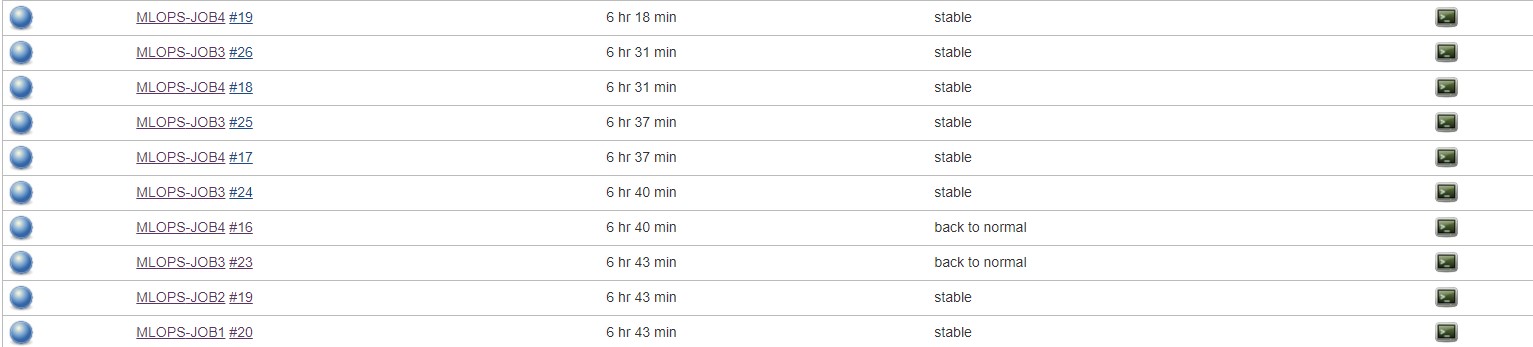 MLOPS-JOB4 #19 6 hr 18 min stable
MLOPS-JOB3 #26 6 hr 31 min stable
MLOPS-JOB4 #18 6 hr 31 min stable
MLOPS-JOB3 #25 6 hr 37 min stable
MLOPS-JOB4 #17 6 hr 37 min stable
MLOPS-JOB3 #24 6 hr 40 min stable
MLOPS-JOB4 #16 6 hr 40 min back to normal
MLOPS-JOB3 #23 6 hr 43 min back to normal
MLOPS-JOB2 #19 6 hr 43 min stable
MLOPS-JOB1 #20 6 hr 43 min stable